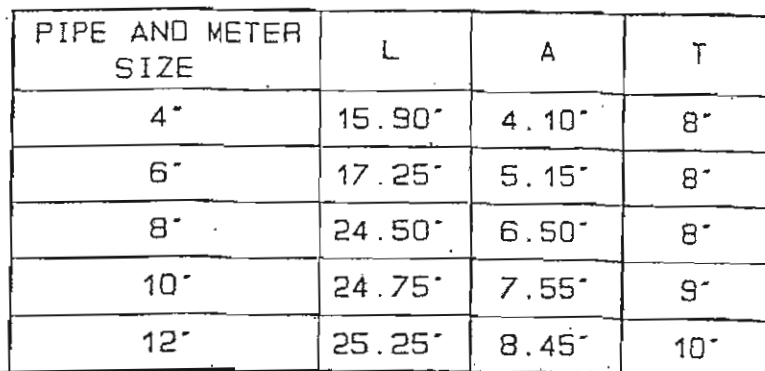 PIPE AND METER SIZE L A T
4" 15.90" 4.10" 8"
6" 17.25" 5.15" 8"
8" 24.50" 6.50" 8"
10" 24.75" 7.55" 9"
12" 25.25" 8.45" 10"